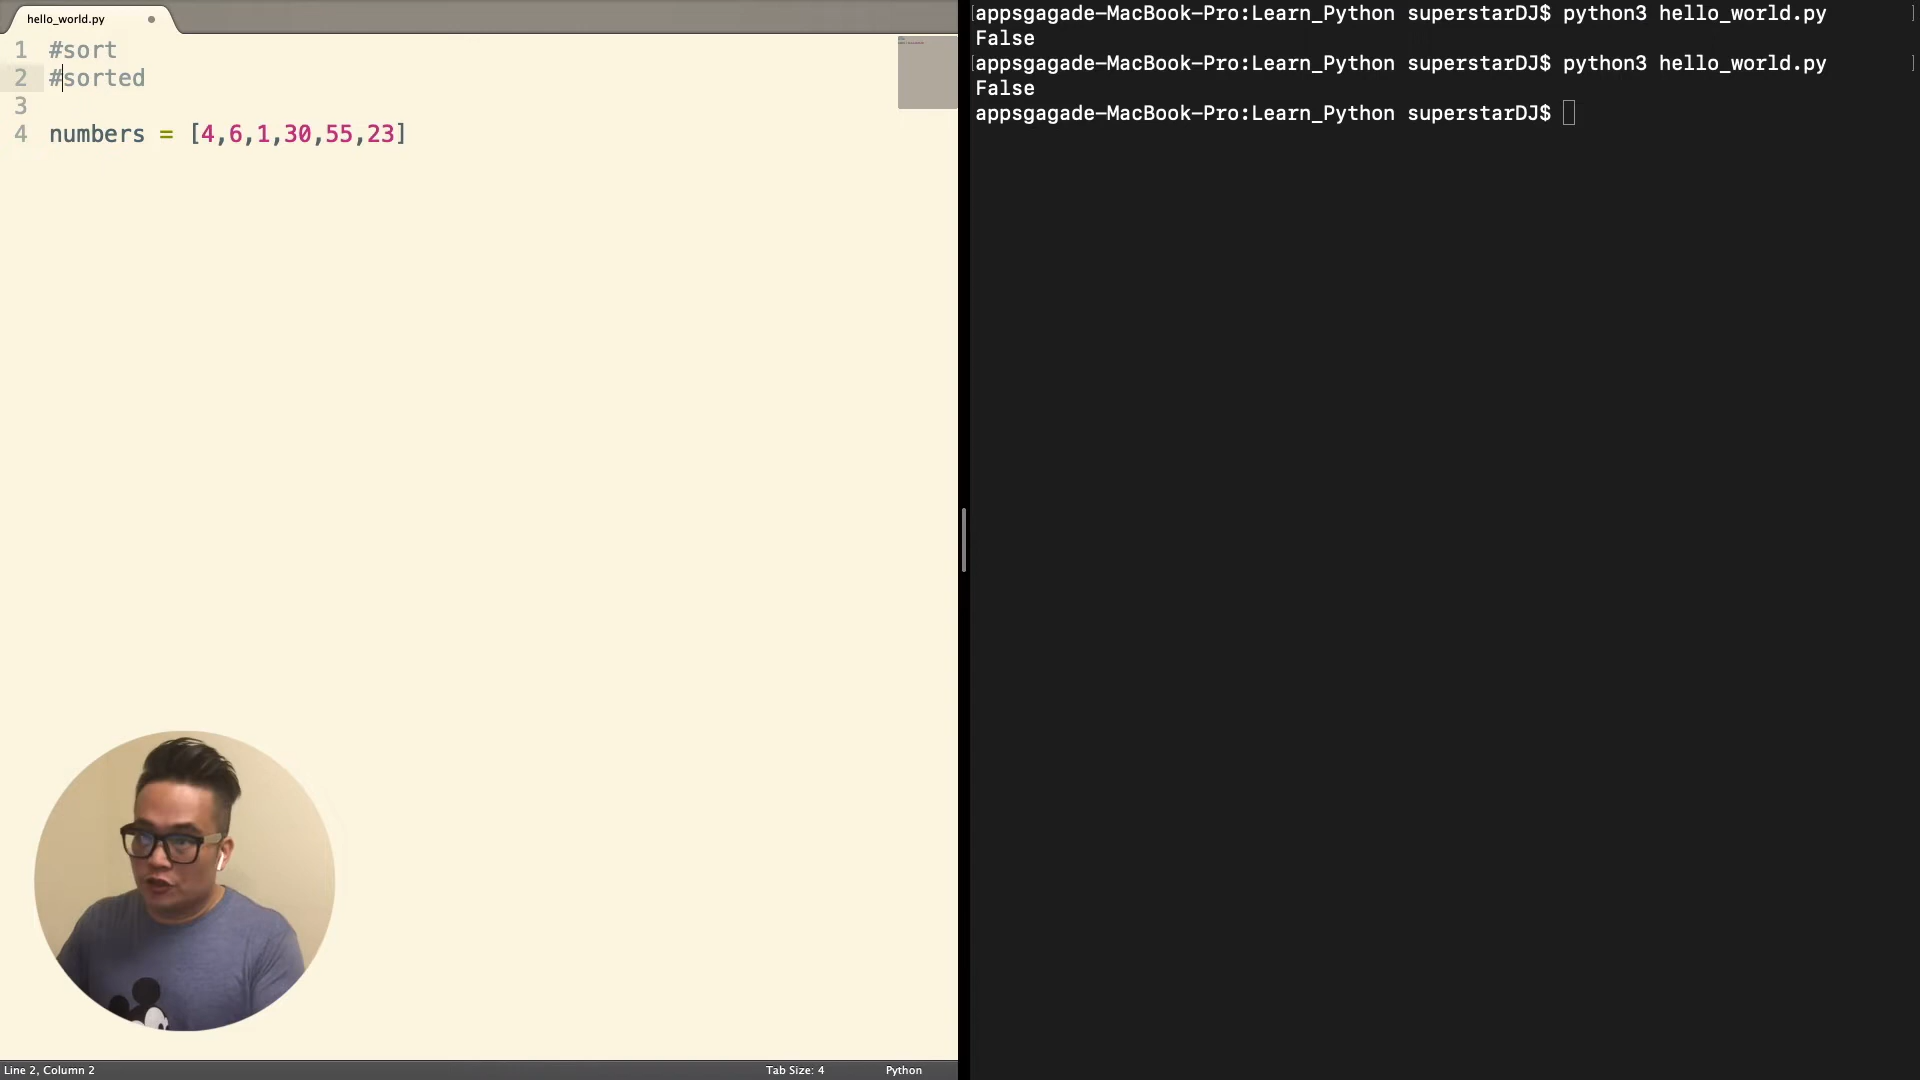 hello_world.py
1 #sort
2 #sorted
3
4 numbers = [4,6,1,30,55,23]
Line 2, Column 2
Tab Size: 4
Python
[appsgagade-MacBook-Pro:Learn_Python superstarDJ$ python3 hello_world.py ]
False
[appsgagade-MacBook-Pro:Learn_Python superstarDJ$ python3 hello_world.py ]
False
appsgagade-MacBook-Pro:Learn_Python superstarDJ$